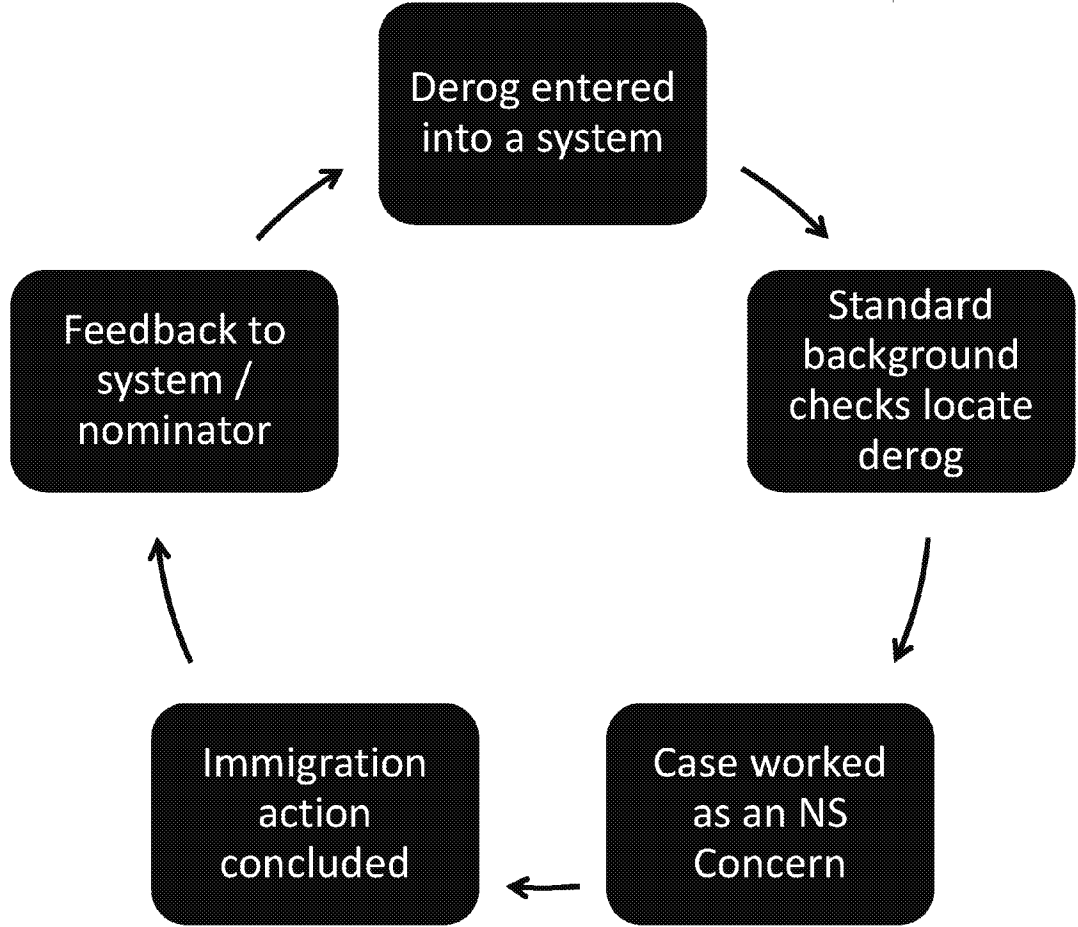 Derog entered
into a system
Standard
background
checks locate
derog
Case worked
as an NS
Concern
Immigration
action
concluded
Feedback to
system /
nominator